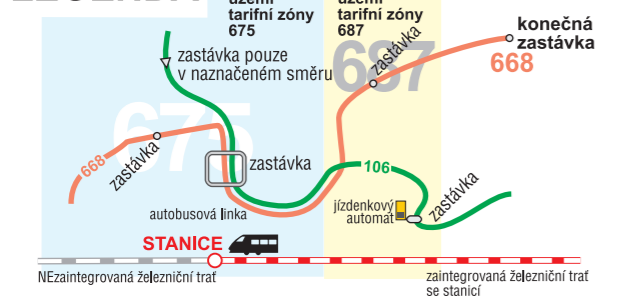 LEGENDA
území
tarifní zóny
675
území
tarifní zóny
687
konečná
zastávka
668
zastávka pouze
v naznačeném směru
zastávka
687
675
668
zastávka
zastávka
106
autobusová linka
jízdenkový
automat
zastávka
STANICE
NEzaintegrovaná železniční trať
zaintegrovaná železniční trať
se stanicí